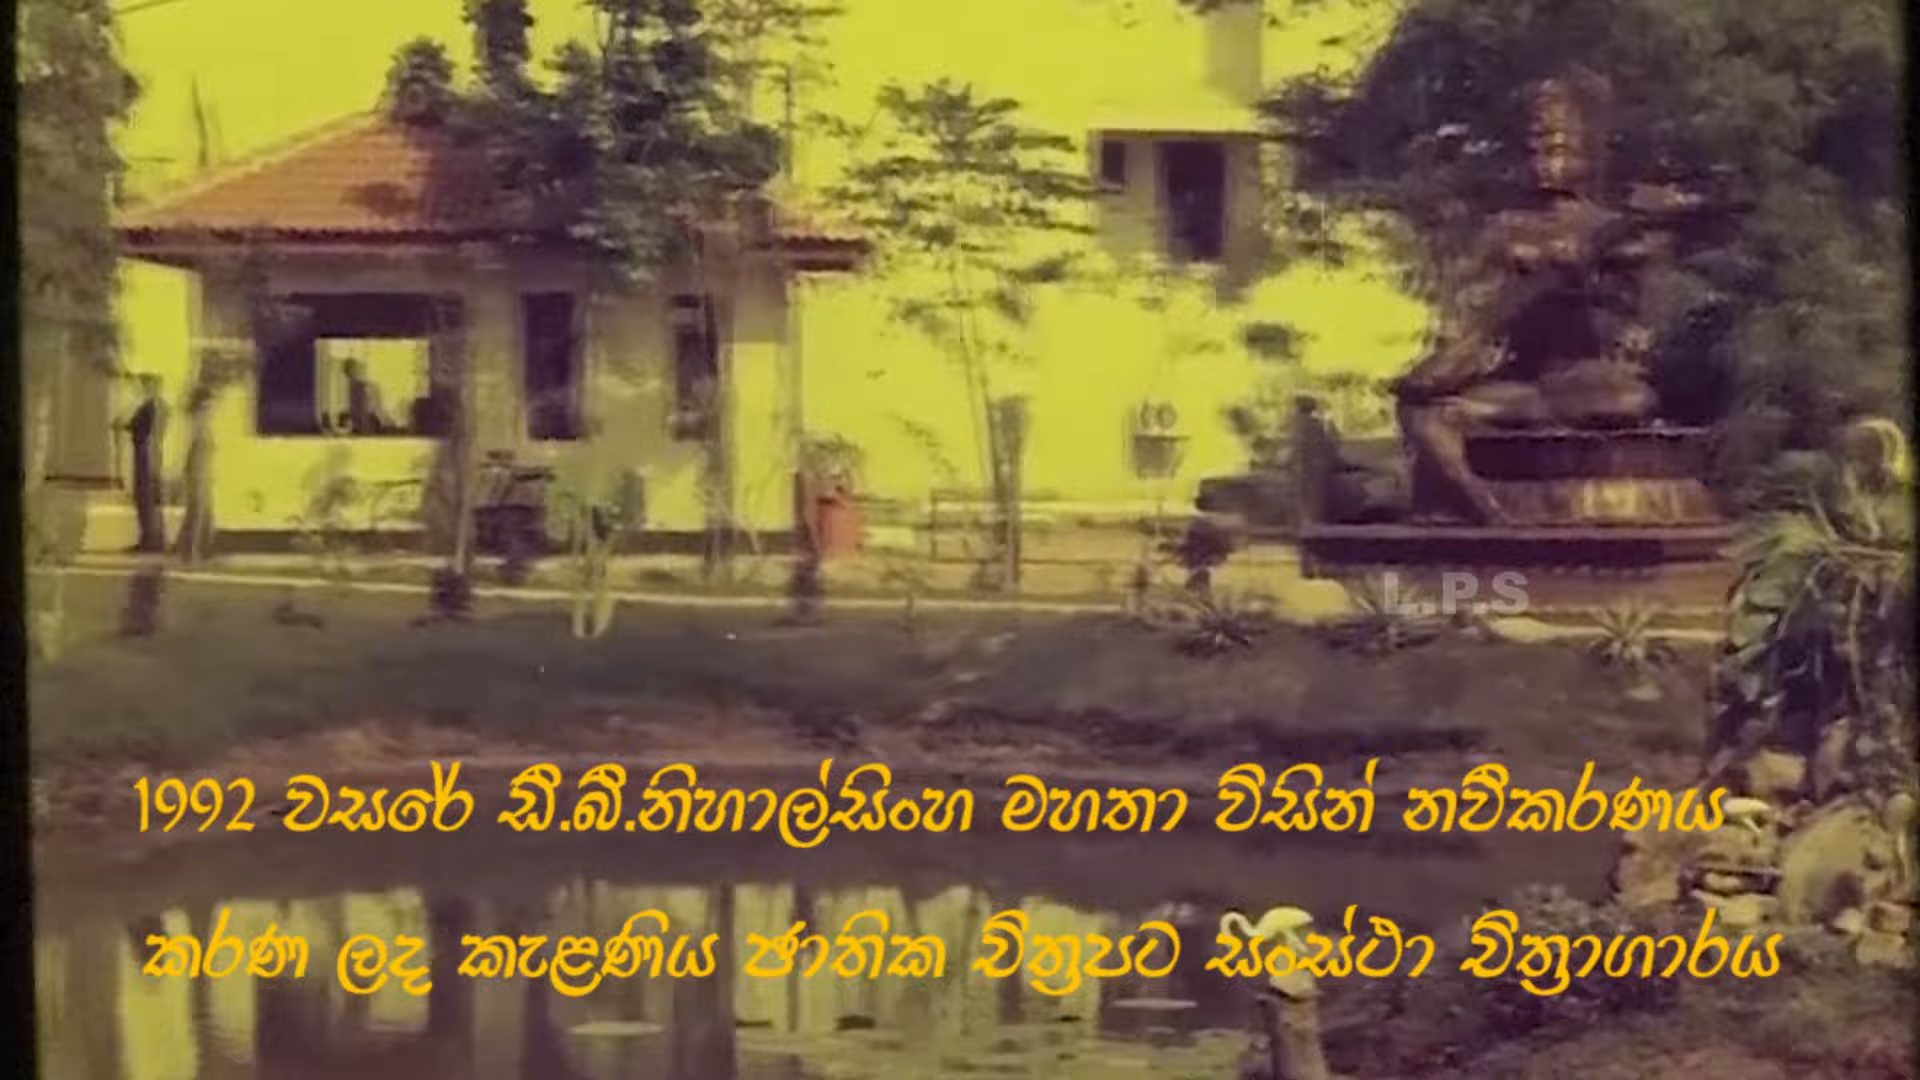 L.P.S
1992 වසරේ ඩී.බී.නිහාල්සිංහ මහතා විසින් නවීකරණය
කරණ ලද කැළණිය ජාතික චිත්‍රපට සංස්ථා චිත්‍රාගාරය